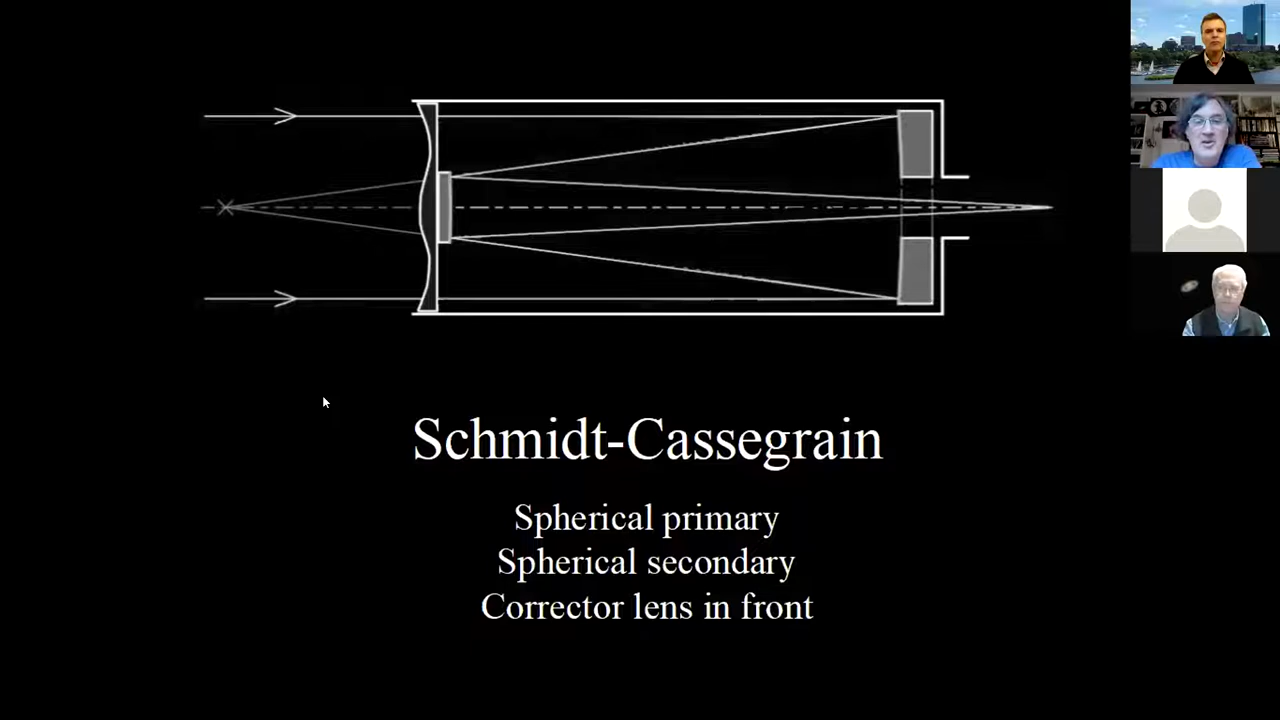 Schmidt-Cassegrain
Spherical primary
Spherical secondary
Corrector lens in front